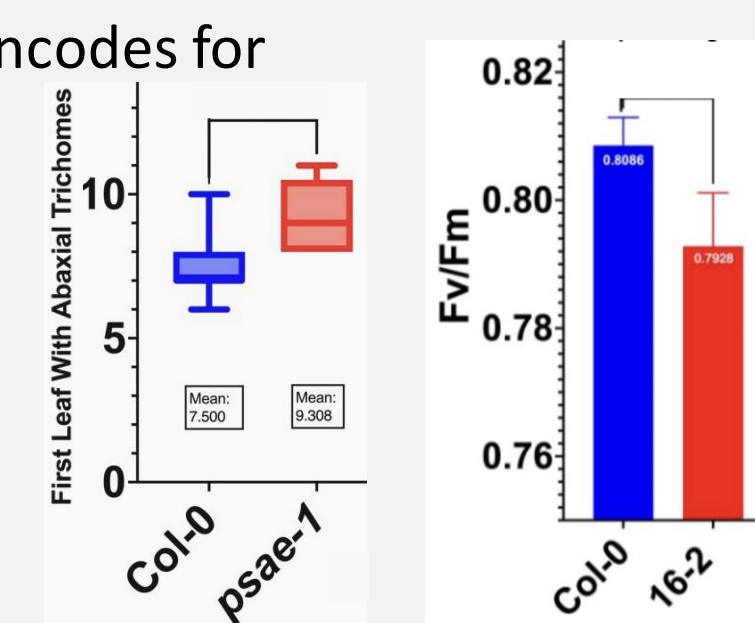 ncodes for
First Leaf With Abaxial Trichomes
10
5
0
Mean:
7.500
Mean:
9.308
Col-0
psae-1
Fv/Fm
0.82
0.80
0.78
0.76
0.8086
0.7928
Col-0
16-2